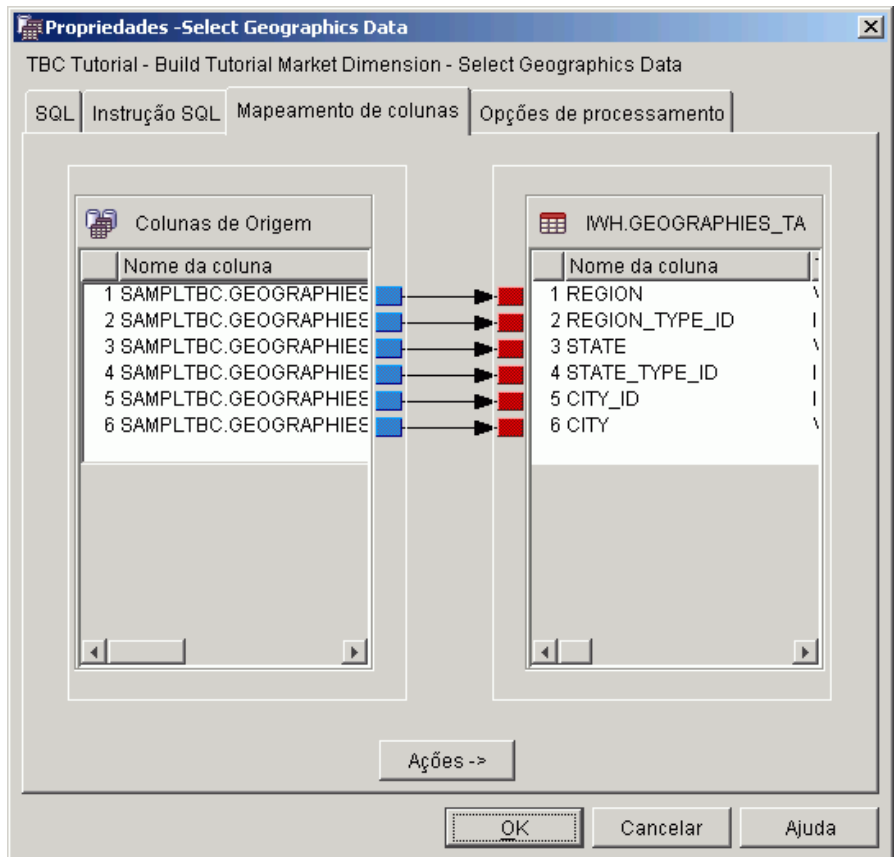 Propriedades -Select Geographics Data
TBC Tutorial - Build Tutorial Market Dimension - Select Geographics Data
SQL Instrução SQL Mapeamento de colunas Opções de processamento
Colunas de Origem
Nome da coluna
1 SAMPLTBC.GEOGRAPHIES
2 SAMPLTBC.GEOGRAPHIES
3 SAMPLTBC.GEOGRAPHIES
4 SAMPLTBC.GEOGRAPHIES
5 SAMPLTBC.GEOGRAPHIES
6 SAMPLTBC.GEOGRAPHIES
IWH.GEOGRAPHIES_TA
Nome da coluna
1 REGION
2 REGION_TYPE_ID
3 STATE
4 STATE_TYPE_ID
5 CITY_ID
6 CITY
Ações ->
OK Cancelar Ajuda